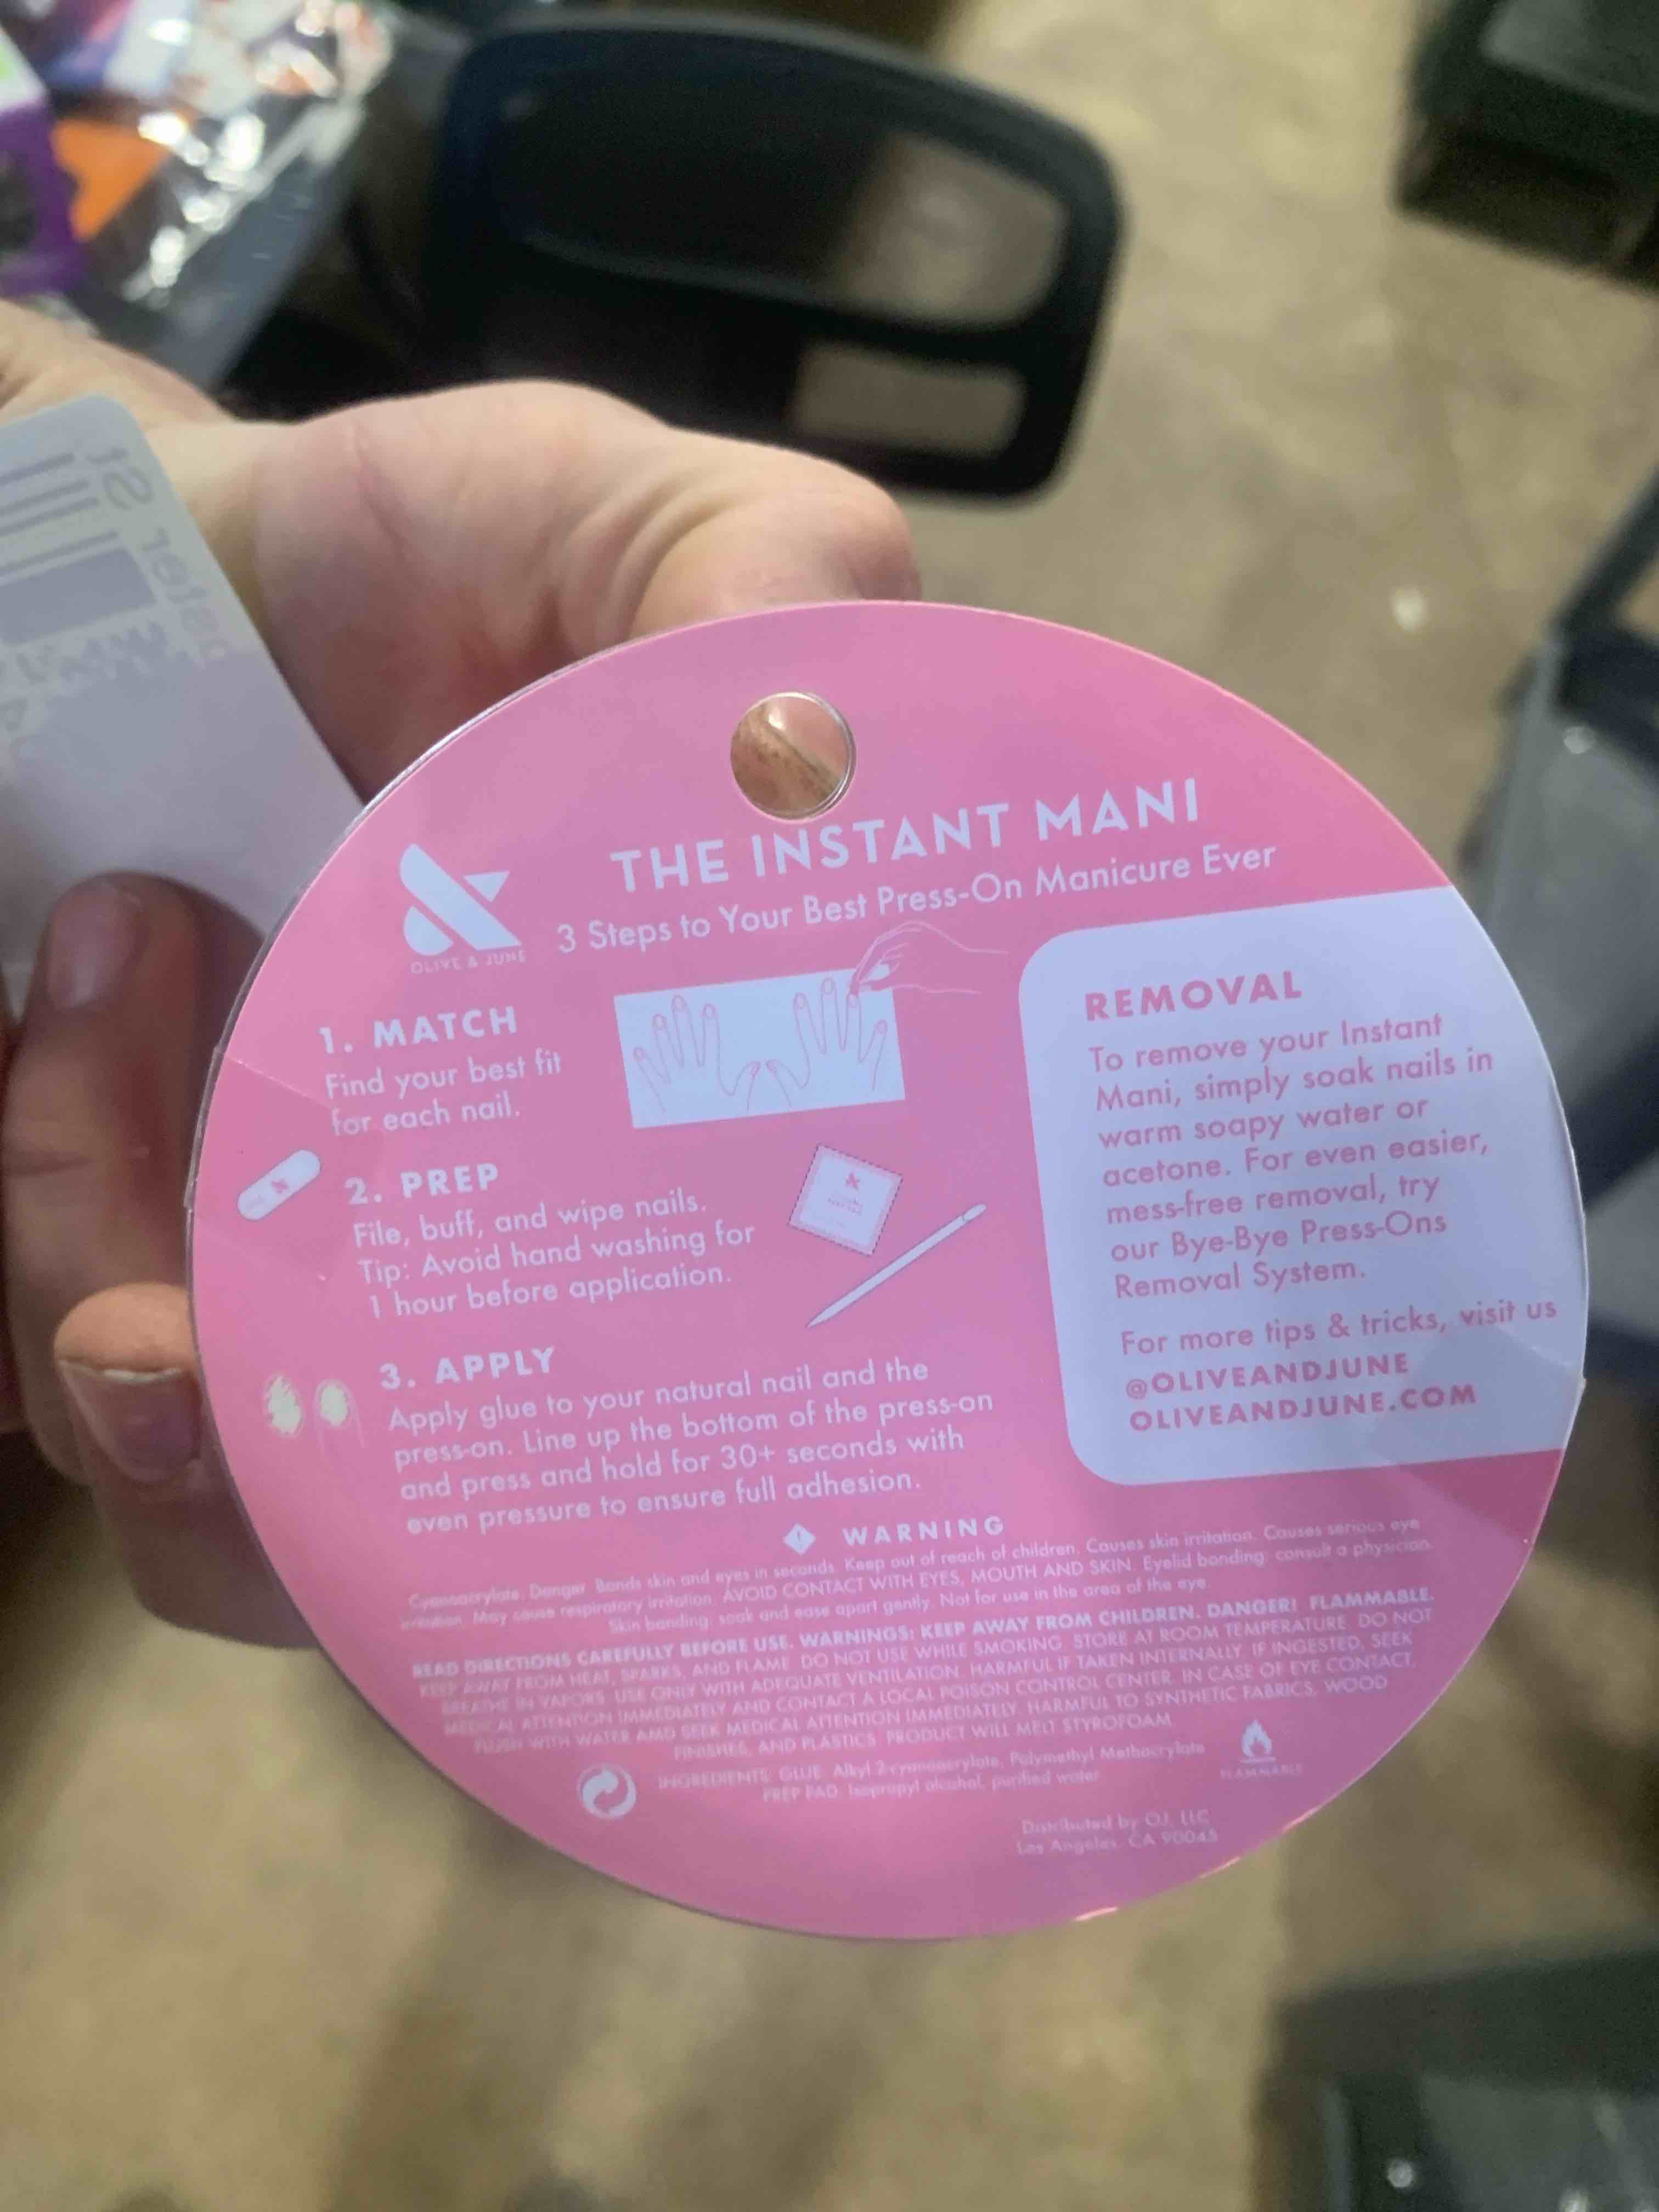 OLIVE & JUNE
THE INSTANT MANI
3 Steps to Your Best Press-On Manicure Ever
1. MATCH
Find your best fit
for each nail.
2. PREP
File, buff, and wipe nails.
Tip: Avoid hand washing for
1 hour before application.
3. APPLY
Apply glue to your natural nail and the
press-on. Line up the bottom of the press-on
and press and hold for 30+ seconds with
even pressure to ensure full adhesion.
REMOVAL
To remove your Instant
Mani, simply soak nails in
warm soapy water or
acetone. For even easier,
mess-free removal, try
our Bye-Bye Press-Ons
Removal System.
For more tips & tricks, visit us
@OLIVEANDJUNE
OLIVEANDJUNE.COM
WARNING
Cyanoacrylate. Danger. Bonds skin and eyes in seconds. Keep out of reach of children. Causes skin irritation. Causes serious eye
irritation. May cause respiratory irritation. AVOID CONTACT WITH EYES, MOUTH AND SKIN. Eyelid bonding: consult a physician.
Skin bonding: soak and ease apart gently. Not for use in the area of the eye.
READ DIRECTIONS CAREFULLY BEFORE USE. WARNINGS: KEEP AWAY FROM CHILDREN. DANGER! FLAMMABLE.
KEEP AWAY FROM HEAT, SPARKS, AND FLAME. DO NOT USE WHILE SMOKING. STORE AT ROOM TEMPERATURE. DO NOT
BREATHE IN VAPORS. USE ONLY WITH ADEQUATE VENTILATION. HARMFUL IF TAKEN INTERNALLY. IF INGESTED, SEEK
MEDICAL ATTENTION IMMEDIATELY AND CONTACT A LOCAL POISON CONTROL CENTER. IN CASE OF EYE CONTACT,
FLUSH WITH WATER AND SEEK MEDICAL ATTENTION IMMEDIATELY. HARMFUL TO SYNTHETIC FABRICS, WOOD
FINISHES, AND PLASTICS. PRODUCT WILL MELT STYROFOAM.
INGREDIENTS: GLUE: Alkyl 2-cyanoacrylate, Polymethyl Methacrylate
PREP PAD: Isopropyl alcohol, purified water
FLAMMABLE
Distributed by OJ, LLC
Los Angeles, CA 90045